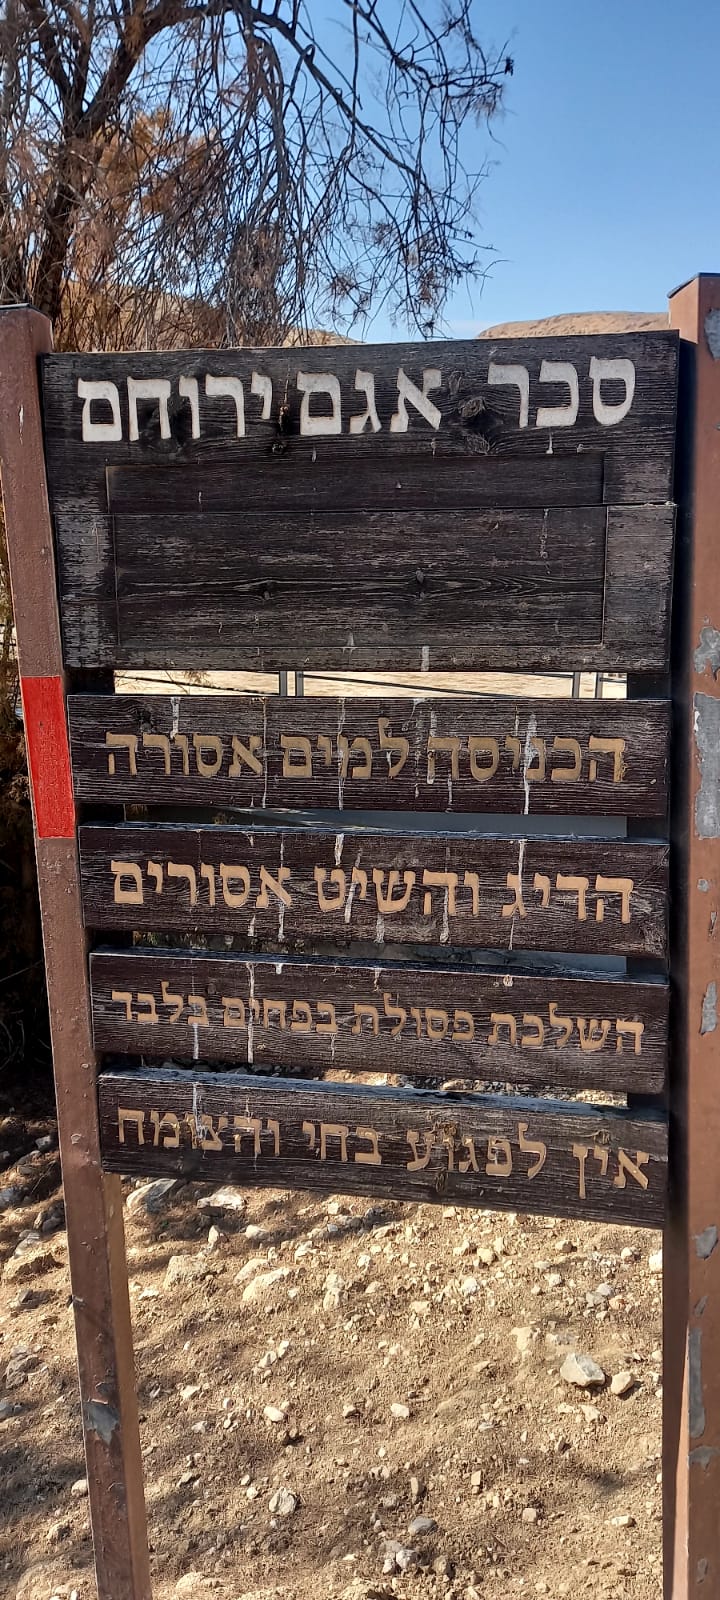 סכר אגם ירוחם
הכניסה למים אסורה
הדיג והשיט אסורים
השלכת פסולת בפחים בלבד
אין לפגוע בחי והצומח